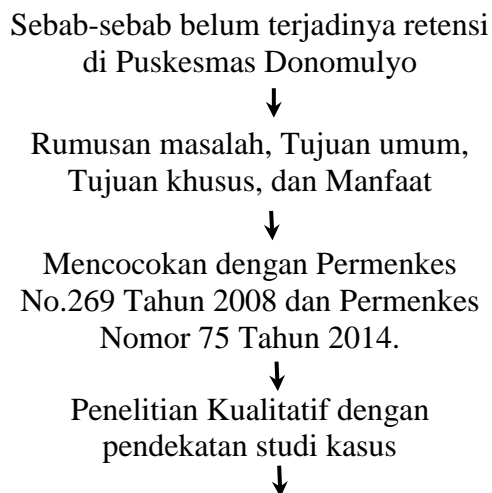 Sebab-sebab belum terjadinya retensi
di Puskesmas Donomulyo
Rumusan masalah, Tujuan umum,
Tujuan khusus, dan Manfaat
Mencocokan dengan Permenkes
No.269 Tahun 2008 dan Permenkes
Nomor 75 Tahun 2014.
Penelitian Kualitatif dengan
pendekatan studi kasus